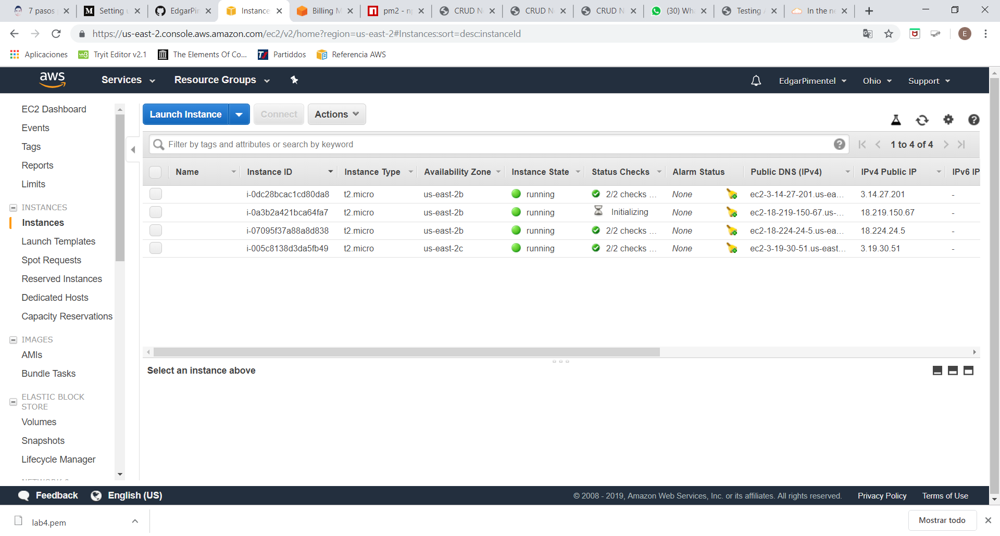 7 pasos
Setting
EdgarPi
Instance
Billing M
pm2 - n
CRUD N
CRUD N
CRUD N
(30) Wh
Testing
In the n
https://us-east-2.console.aws.amazon.com/ec2/v2/home?region=us-east-2#Instances:sort=desc:instanceId
E
Aplicaciones
Tryit Editor v2.1
The Elements Of Co...
Partiddos
Referencia AWS
aws
Services
Resource Groups
EdgarPimentel
Ohio
Support
EC2 Dashboard
Events
Tags
Reports
Limits
INSTANCES
Instances
Launch Templates
Spot Requests
Reserved Instances
Dedicated Hosts
Capacity Reservations
IMAGES
AMIs
Bundle Tasks
ELASTIC BLOCK
STORE
Volumes
Snapshots
Lifecycle Manager
Launch Instance
Connect
Actions
Filter by tags and attributes or search by keyword
1 to 4 of 4
Name Instance ID Instance Type Availability Zone Instance State Status Checks Alarm Status Public DNS (IPv4) IPv4 Public IP IPv6 IP
i-0dc28bcac1cd80da8 t2.micro us-east-2b running 2/2 checks ... None ec2-3-14-27-201.us-ea... 3.14.27.201 -
i-0a3b2a421bca64fa7 t2.micro us-east-2b running Initializing None ec2-18-219-150-67.us-... 18.219.150.67 -
i-07095f37a88a8d838 t2.micro us-east-2b running 2/2 checks ... None ec2-18-224-24-5.us-ea... 18.224.24.5 -
i-005c8138d3da5fb49 t2.micro us-east-2c running 2/2 checks ... None ec2-3-19-30-51.us-east... 3.19.30.51 -
Select an instance above
Feedback
English (US)
© 2008 - 2019, Amazon Web Services, Inc. or its affiliates. All rights reserved.
Privacy Policy
Terms of Use
lab4.pem
Mostrar todo